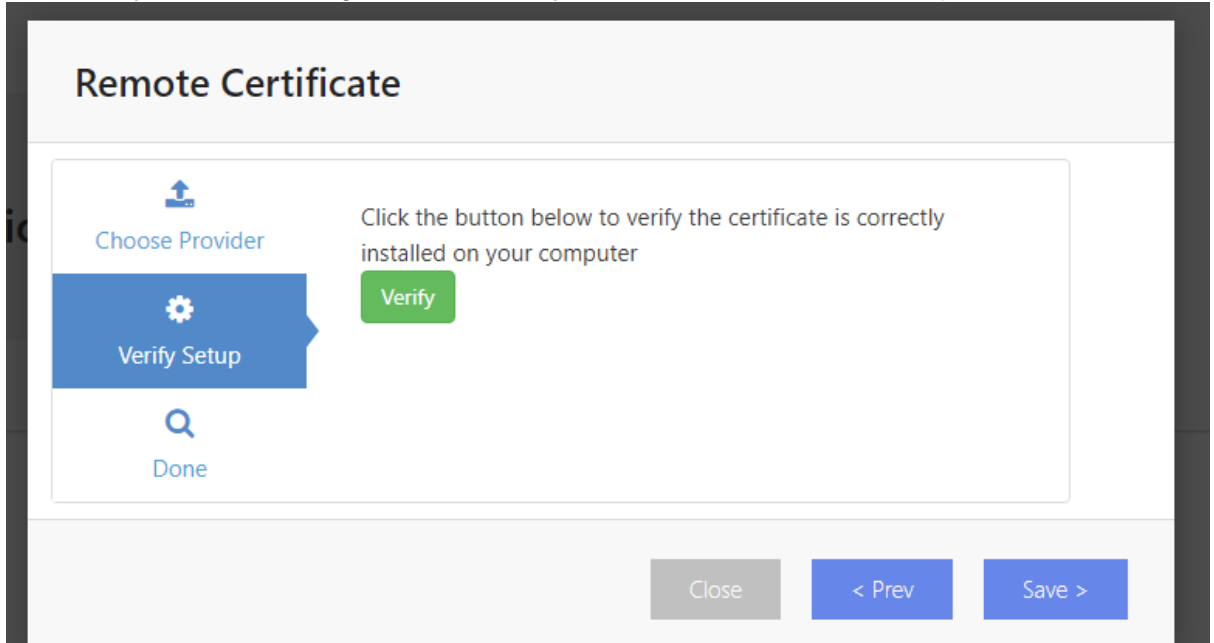 Remote Certificate
Choose Provider
Click the button below to verify the certificate is correctly
installed on your computer
Verify
Verify Setup
Done
Close
< Prev
Save >